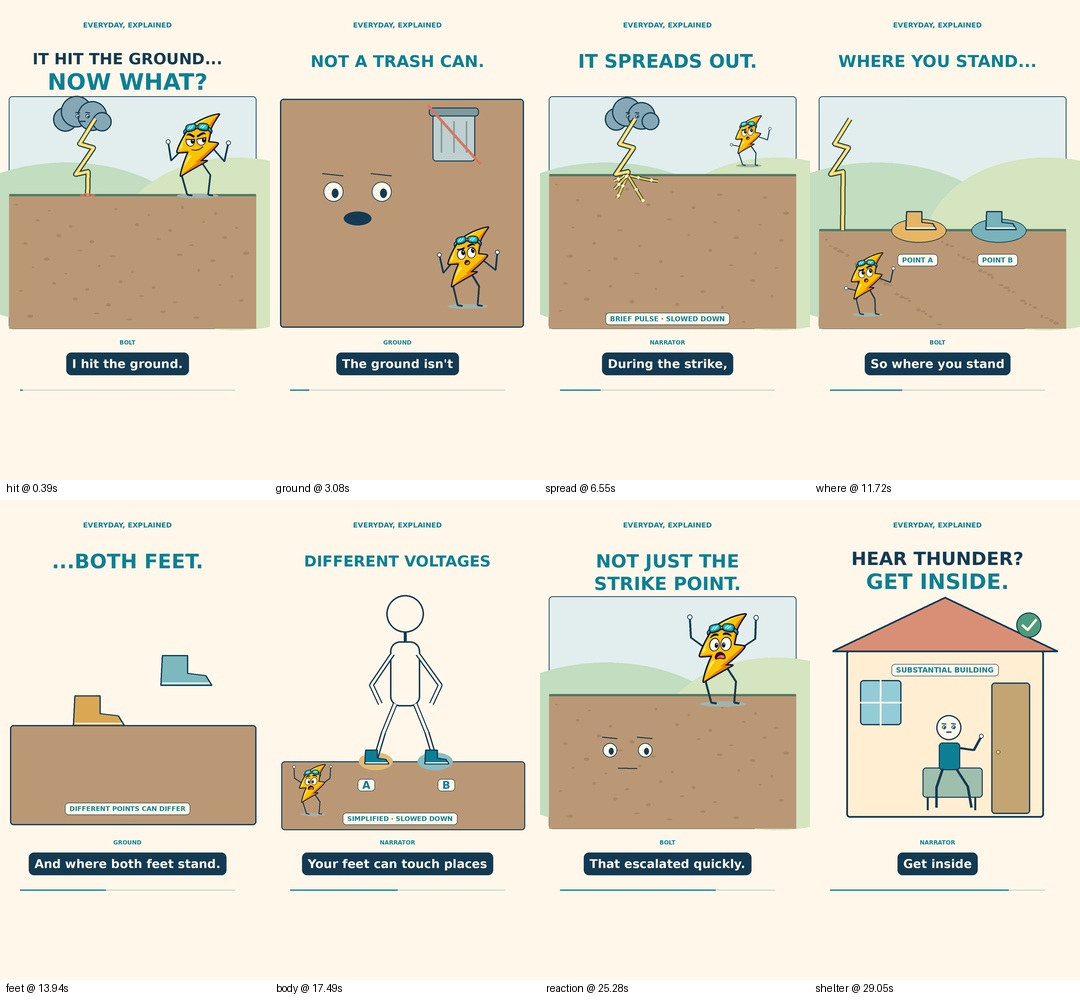 EVERYDAY, EXPLAINED
IT HIT THE GROUND...
NOW WHAT?
BOLT
I hit the ground.
hit @ 0.39s
EVERYDAY, EXPLAINED
NOT A TRASH CAN.
GROUND
The ground isn't
ground @ 3.08s
EVERYDAY, EXPLAINED
IT SPREADS OUT.
BRIEF PULSE · SLOWED DOWN
NARRATOR
During the strike,
spread @ 6.55s
EVERYDAY, EXPLAINED
WHERE YOU STAND...
POINT A
POINT B
BOLT
So where you stand
where @ 11.72s
EVERYDAY, EXPLAINED
...BOTH FEET.
DIFFERENT POINTS CAN DIFFER
GROUND
And where both feet stand.
feet @ 13.94s
EVERYDAY, EXPLAINED
DIFFERENT VOLTAGES
A
B
SIMPLIFIED · SLOWED DOWN
NARRATOR
Your feet can touch places
body @ 17.49s
EVERYDAY, EXPLAINED
NOT JUST THE
STRIKE POINT.
BOLT
That escalated quickly.
reaction @ 25.28s
EVERYDAY, EXPLAINED
HEAR THUNDER?
GET INSIDE.
SUBSTANTIAL BUILDING
NARRATOR
Get inside
shelter @ 29.05s